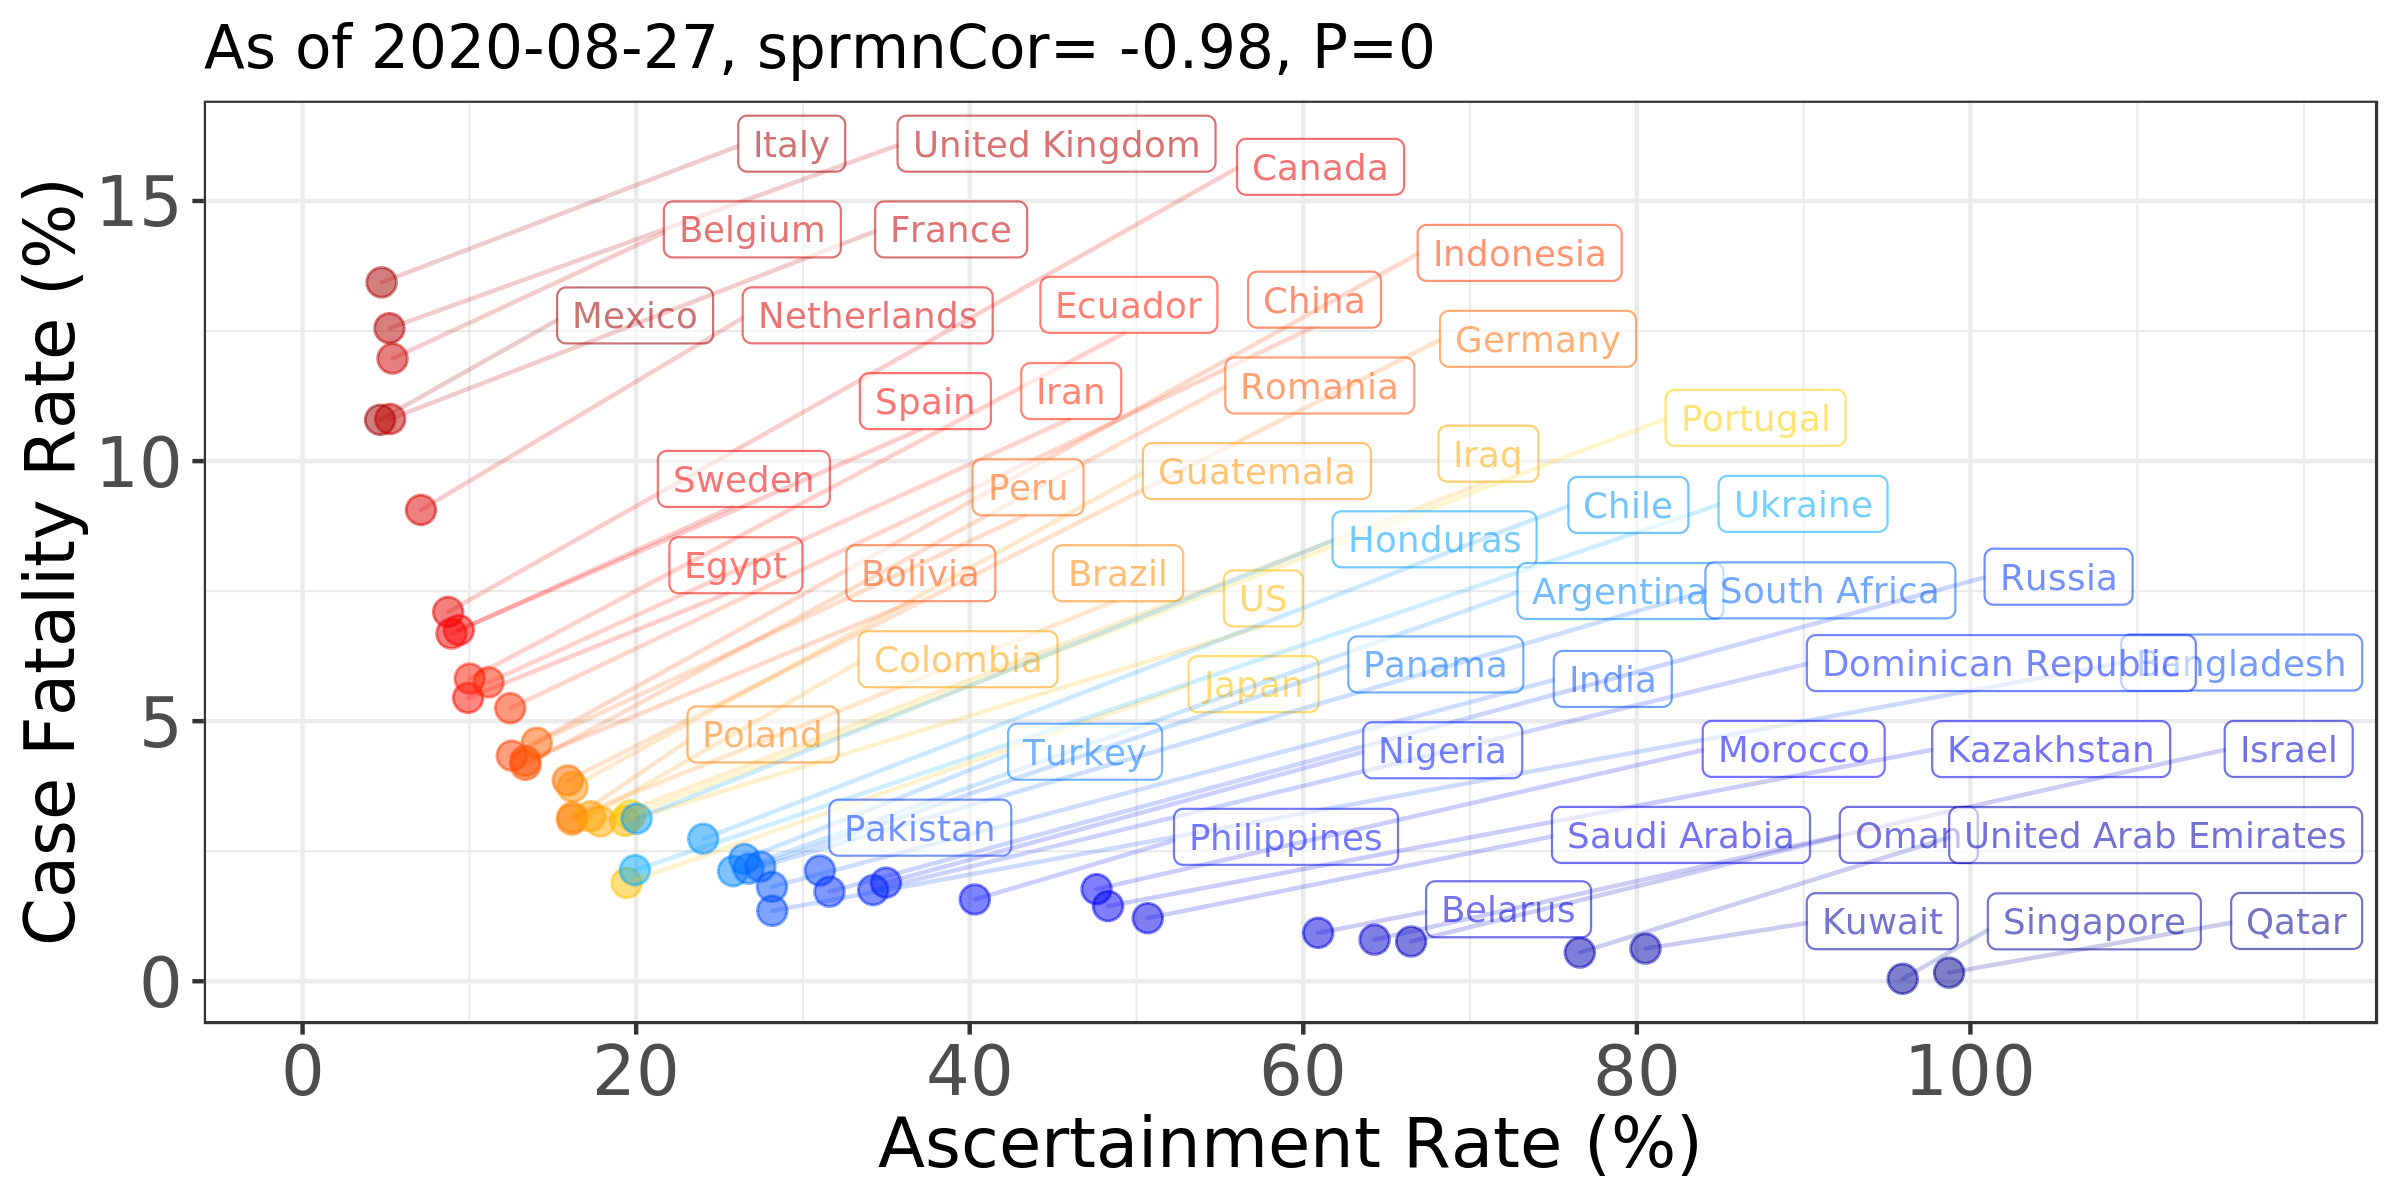 As of 2020-08-27, sprmnCor= -0.98, P=0
Case Fatality Rate (%)
15
10
5
0
Italy
United Kingdom
Canada
Belgium
France
Indonesia
Mexico
Netherlands
Ecuador
China
Germany
Spain
Iran
Romania
Portugal
Sweden
Peru
Guatemala
Iraq
Chile
Ukraine
Honduras
Egypt
Bolivia
Brazil
US
Argentina
South Africa
Russia
Colombia
Japan
Panama
India
Dominican Republic
Bangladesh
Poland
Turkey
Nigeria
Morocco
Kazakhstan
Israel
Pakistan
Philippines
Saudi Arabia
Oman
United Arab Emirates
Belarus
Kuwait
Singapore
Qatar
0
20
40
60
80
100
Ascertainment Rate (%)